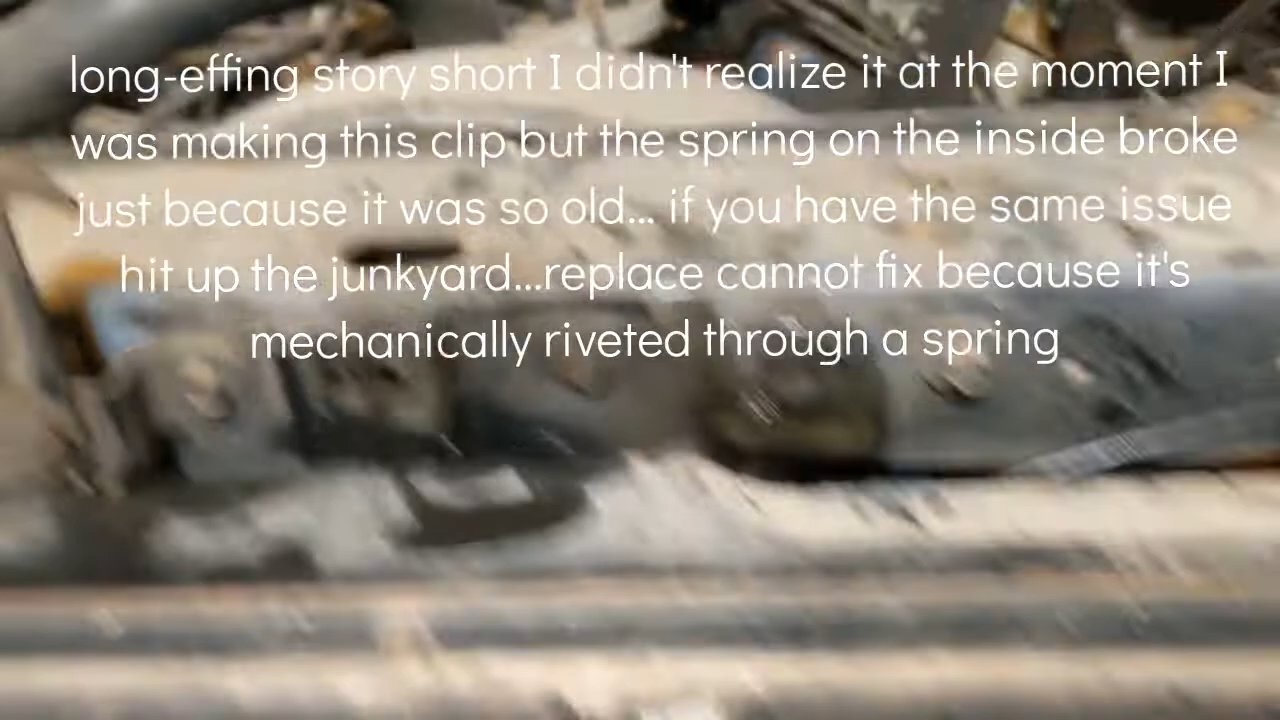 long-effing story short I didn't realize it at the moment I
was making this clip but the spring on the inside broke
just because it was so old... if you have the same issue
hit up the junkyard...replace cannot fix because it's
mechanically riveted through a spring